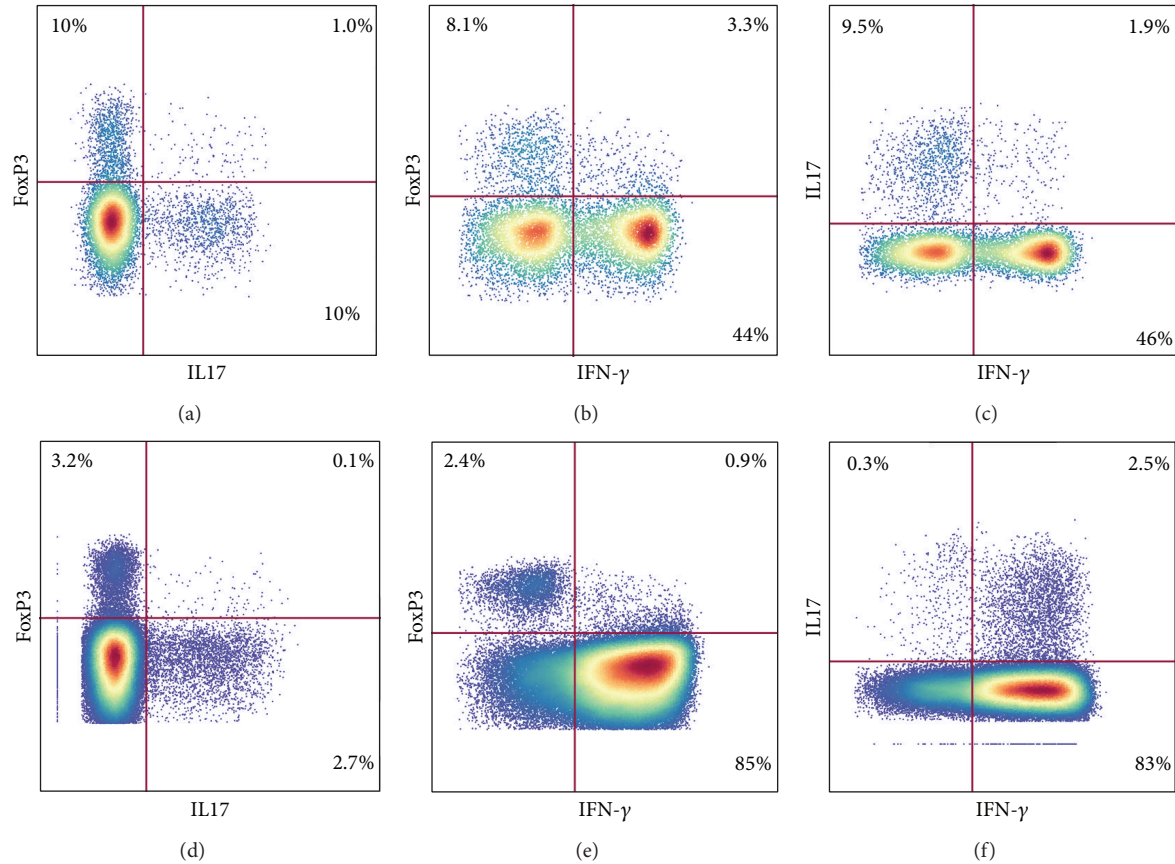 10% 1.0%
FoxP3
10%
IL17
(a)
8.1% 3.3%
FoxP3
44%
IFN-γ
(b)
9.5% 1.9%
IL17
46%
IFN-γ
(c)
3.2% 0.1%
FoxP3
2.7%
IL17
(d)
2.4% 0.9%
FoxP3
85%
IFN-γ
(e)
0.3% 2.5%
IL17
83%
IFN-γ
(f)